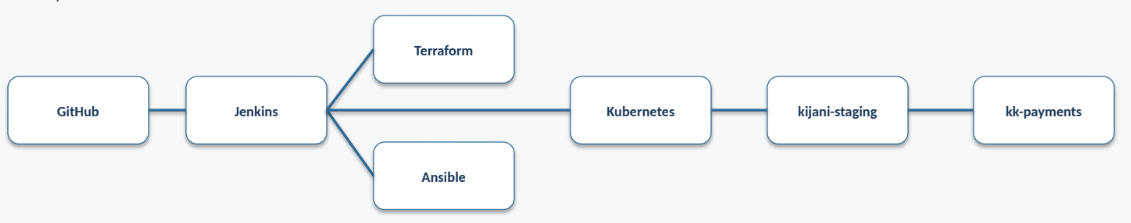 Terraform
GitHub
Jenkins
Kubernetes
kijani-staging
kk-payments
Ansible